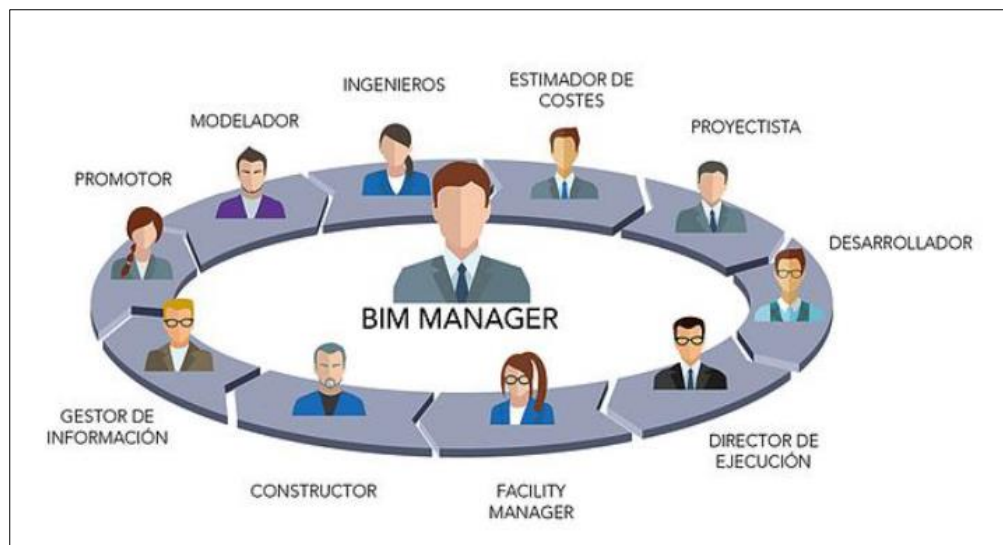 INGENIEROS
ESTIMADOR DE
COSTES
MODELADOR
PROYECTISTA
PROMOTOR
DESARROLLADOR
BIM MANAGER
GESTOR DE
INFORMACIÓN
DIRECTOR DE
EJECUCIÓN
CONSTRUCTOR
FACILITY
MANAGER